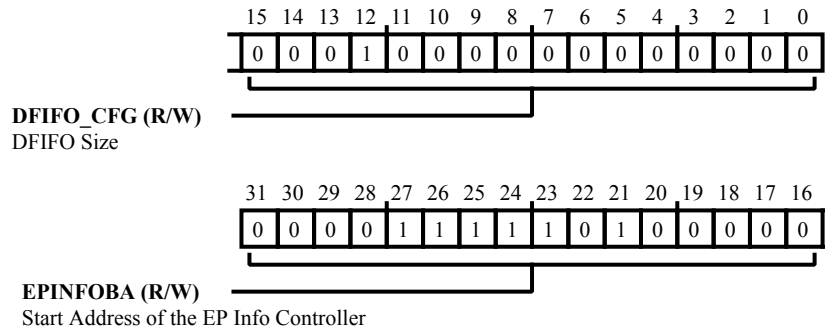 15 14 13 12 11 10 9 8 7 6 5 4 3 2 1 0
0 0 0 1 0 0 0 0 0 0 0 0 0 0 0 0
DFIFO_CFG (R/W)
DFIFO Size
31 30 29 28 27 26 25 24 23 22 21 20 19 18 17 16
0 0 0 0 1 1 1 1 1 0 1 0 0 0 0 0
EPINFOBA (R/W)
Start Address of the EP Info Controller